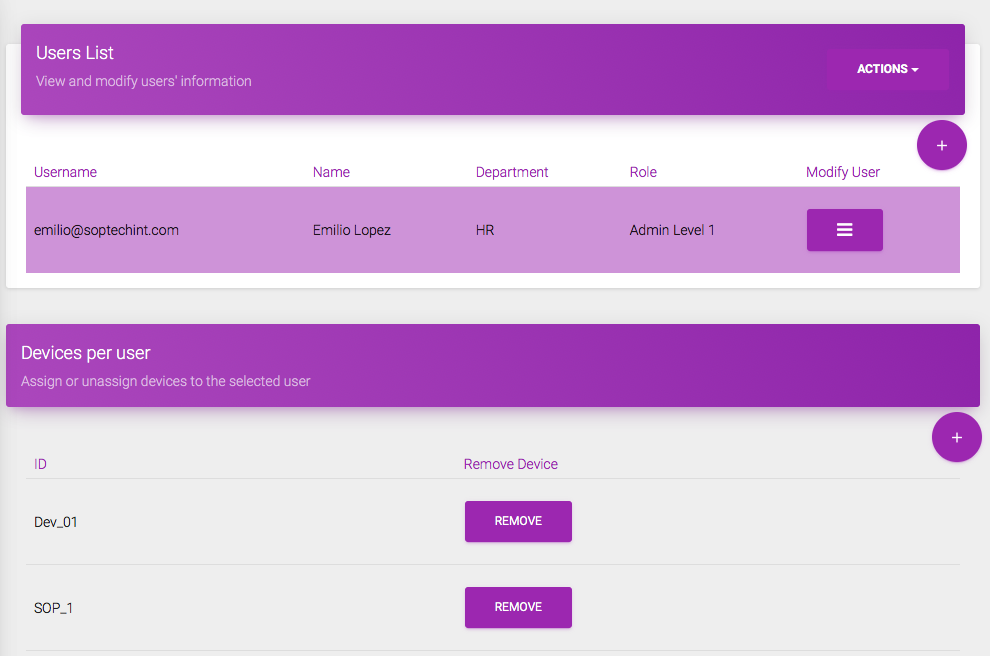 Users List
View and modify users' information
ACTIONS
+
Username Name Department Role Modify User
emilio@soptechint.com Emilio Lopez HR Admin Level 1
Devices per user
Assign or unassign devices to the selected user
+
ID Remove Device
Dev_01 REMOVE
SOP_1 REMOVE